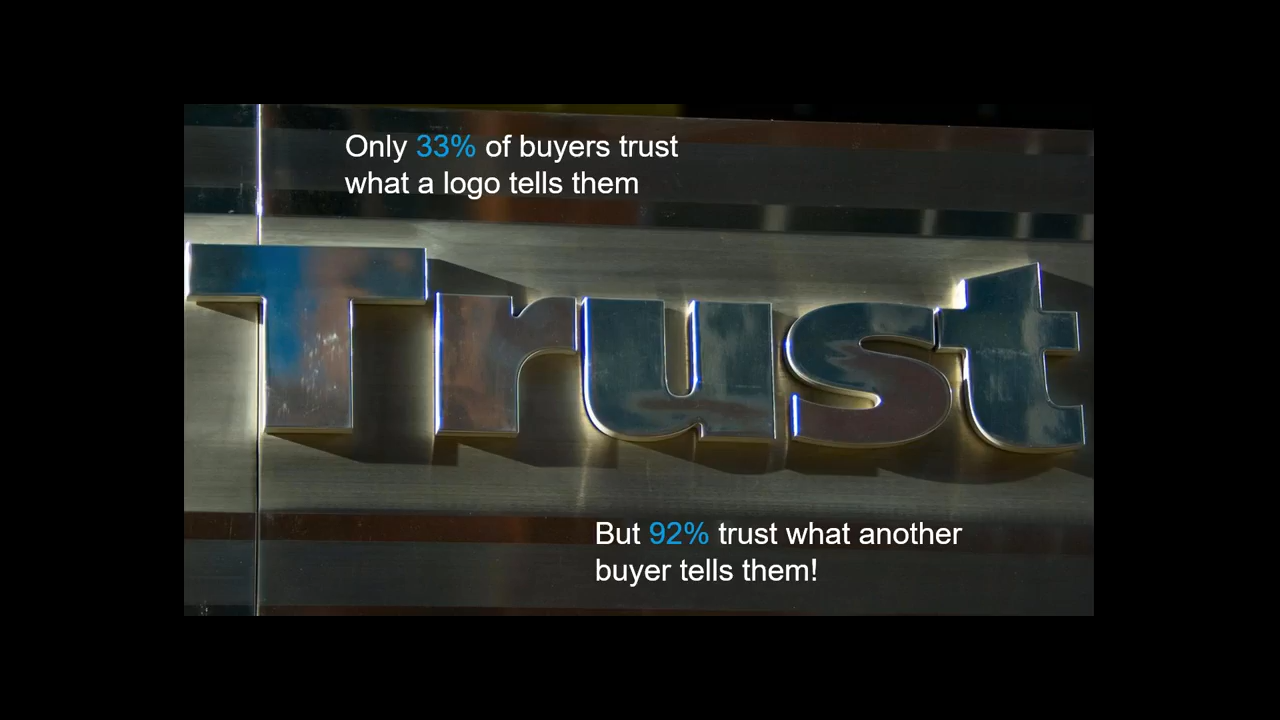 Only 33% of buyers trust
what a logo tells them
Trust
But 92% trust what another
buyer tells them!